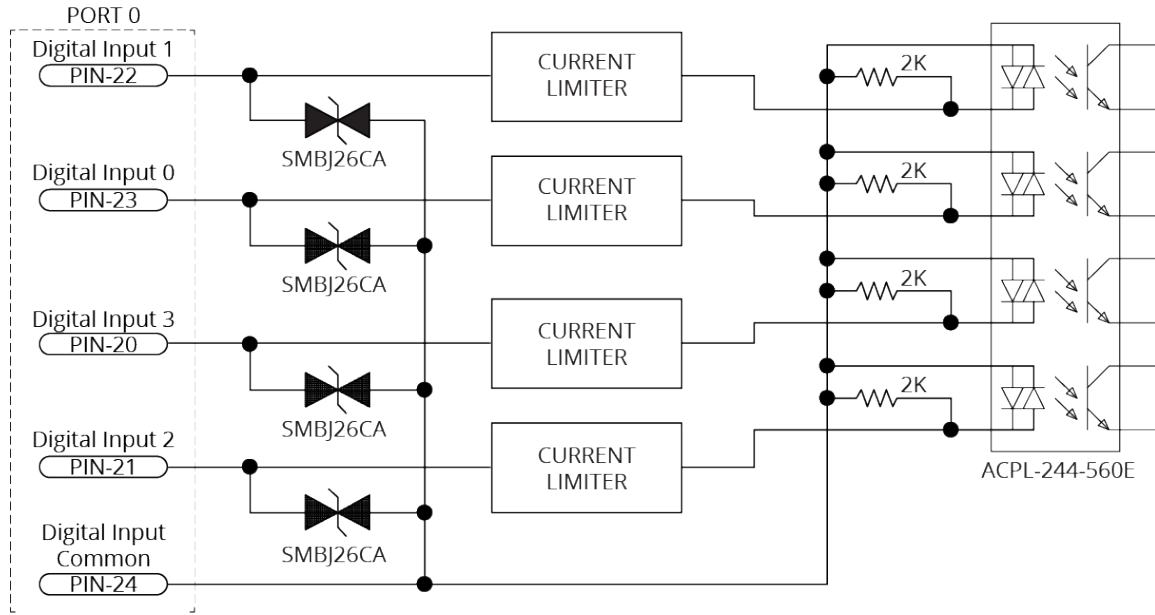 PORT 0
Digital Input 1
PIN-22
CURRENT
LIMITER
2K
SMBJ26CA
Digital Input 0
PIN-23
CURRENT
LIMITER
2K
SMBJ26CA
Digital Input 3
PIN-20
CURRENT
LIMITER
2K
SMBJ26CA
Digital Input 2
PIN-21
CURRENT
LIMITER
2K
ACPL-244-560E
SMBJ26CA
Digital Input
Common
PIN-24